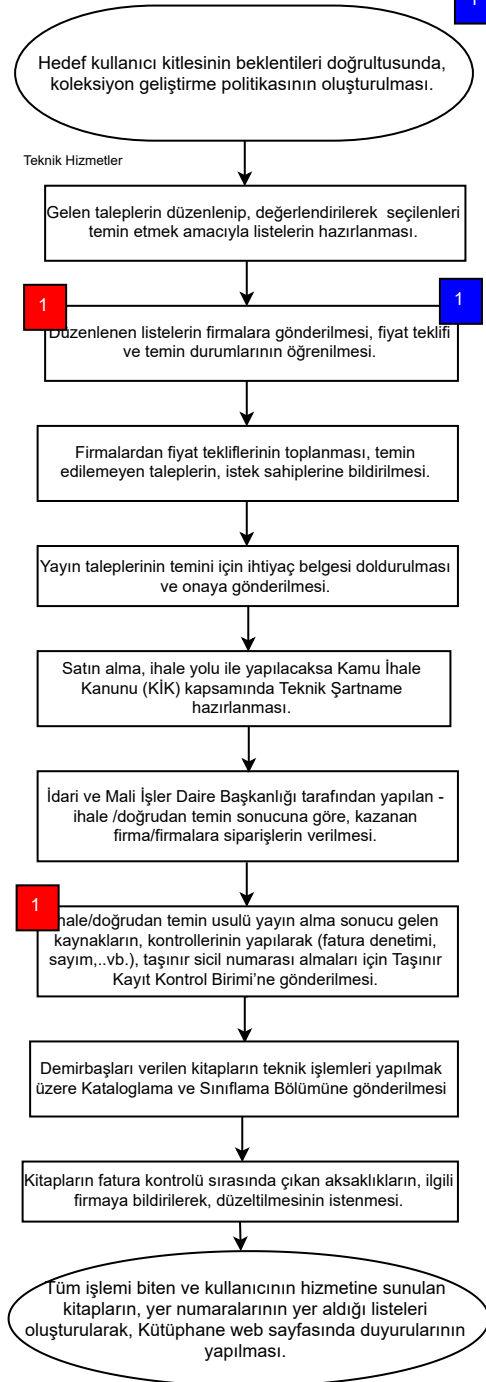 1
Hedef kullanıcı kitlesinin beklentileri doğrultusunda,
koleksiyon geliştirme politikasının oluşturulması.
Teknik Hizmetler
Gelen taleplerin düzenlenip, değerlendirilerek seçilenleri
temin etmek amacıyla listelerin hazırlanması.
1
1
Düzenlenen listelerin firmalara gönderilmesi, fiyat teklifi
ve temin durumlarının öğrenilmesi.
Firmalardan fiyat tekliflerinin toplanması, temin
edilemeyen taleplerin, istek sahiplerine bildirilmesi.
Yayın taleplerinin temini için ihtiyaç belgesi doldurulması
ve onaya gönderilmesi.
Satın alma, ihale yolu ile yapılacaksa Kamu İhale
Kanunu (KİK) kapsamında Teknik Şartname
hazırlanması.
İdari ve Mali İşler Daire Başkanlığı tarafından yapılan -
ihale /doğrudan temin sonucuna göre, kazanan
firma/firmalara siparişlerin verilmesi.
1
hale/doğrudan temin usulü yayın alma sonucu gelen
kaynakların, kontrollerinin yapılarak (fatura denetimi,
sayım,..vb.), taşınır sicil numarası almaları için Taşınır
Kayıt Kontrol Birimi’ne gönderilmesi.
Demirbaşları verilen kitapların teknik işlemleri yapılmak
üzere Kataloglama ve Sınıflama Bölümüne gönderilmesi
Kitapların fatura kontrolü sırasında çıkan aksaklıkların, ilgili
firmaya bildirilerek, düzeltilmesinin istenmesi.
Tüm işlemi biten ve kullanıcının hizmetine sunulan
kitapların, yer numaralarının yer aldığı listeleri
oluşturularak, Kütüphane web sayfasında duyurularının
yapılması.